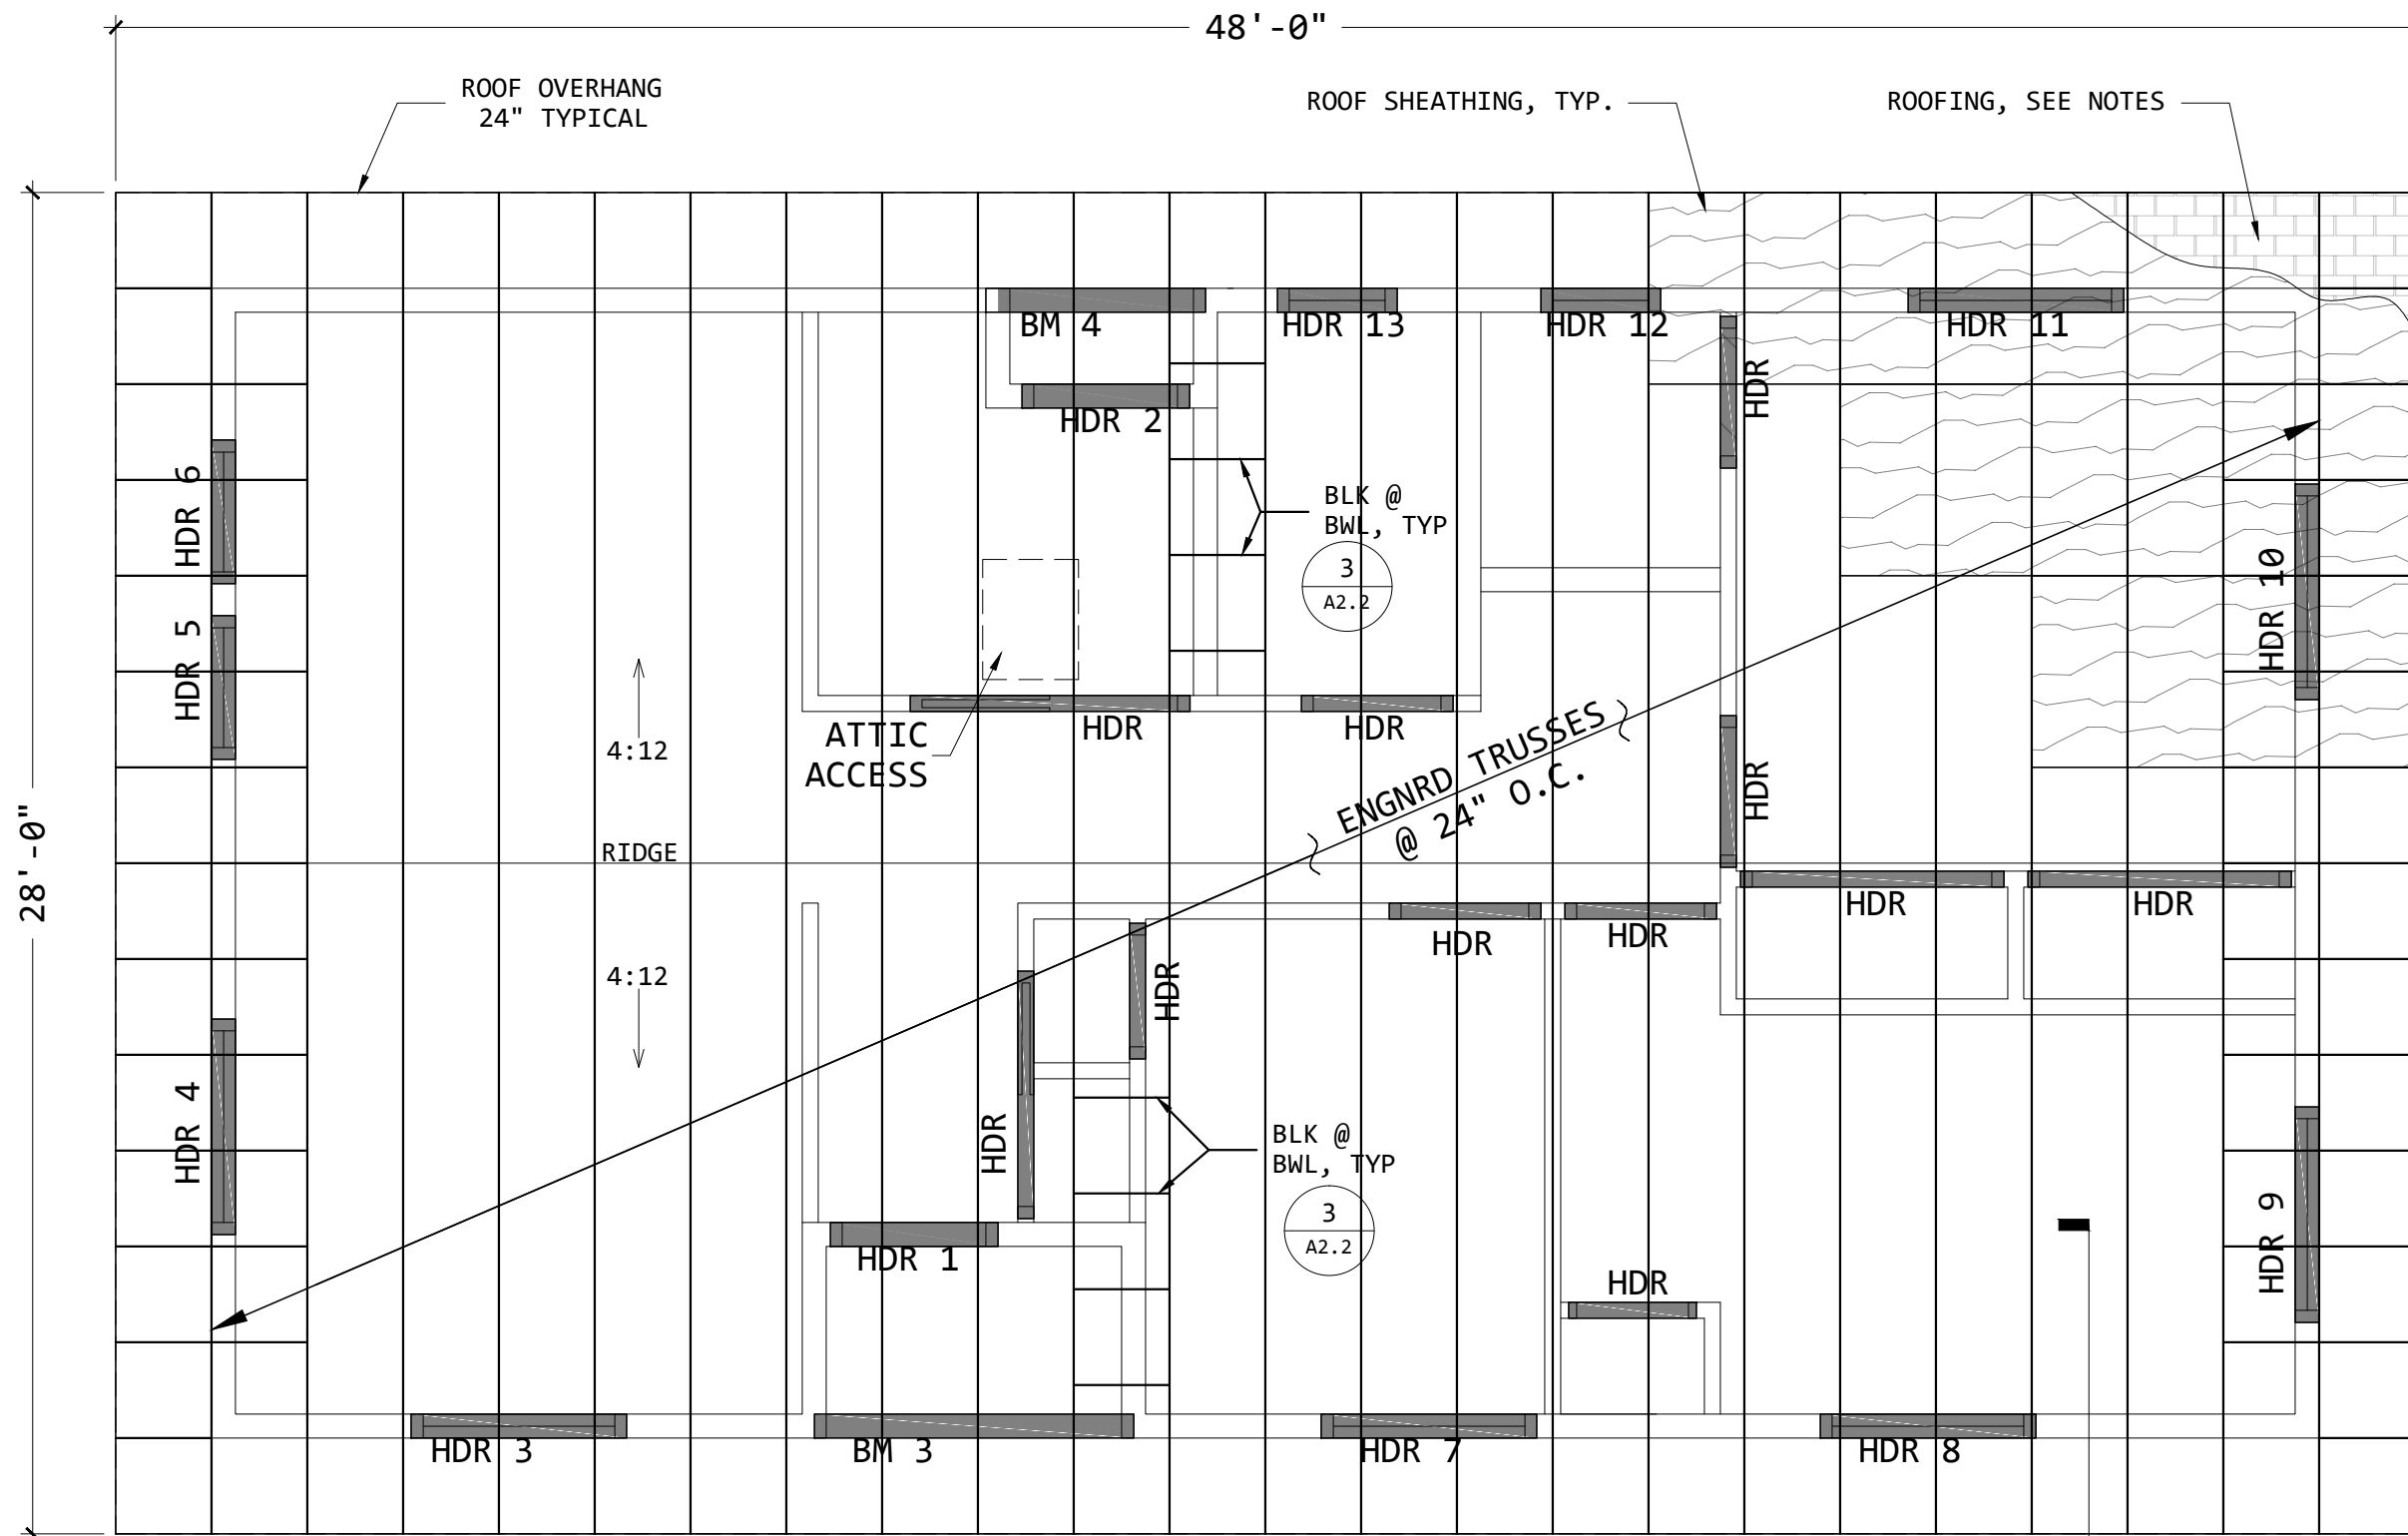 48'-0"
ROOF OVERHANG
24" TYPICAL
ROOF SHEATHING, TYP.
ROOFING, SEE NOTES
BM 4
HDR 13
HDR 12
HDR 11
HDR
HDR 2
HDR 6
BLK @
BWL, TYP
3
A2.2
HDR 10
HDR 5
4:12
ATTIC
ACCESS
HDR
HDR
ENGNRD TRUSSES
@ 24" O.C.
HDR
28'-0"
RIDGE
HDR
HDR
HDR
HDR
4:12
HDR
HDR 4
HDR
BLK @
BWL, TYP
3
A2.2
HDR 9
HDR 1
HDR
HDR 3
BM 3
HDR 7
HDR 8